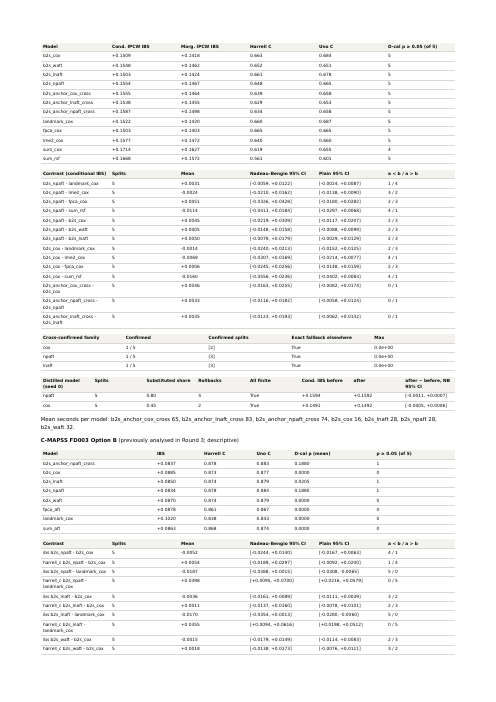 Model Cond. IPCW IBS Marg. IPCW IBS Harrell C Uno C D-cal p ≥ 0.05 (of 5)
b2s_cox +0.1509 +0.1418 0.663 0.684 5
b2s_waft +0.1548 +0.1462 0.652 0.651 5
b2s_lnaft +0.1503 +0.1424 0.661 0.678 5
b2s_npaft +0.1554 +0.1467 0.648 0.665 5
b2s_anchor_cox_cross +0.1555 +0.1464 0.639 0.658 5
b2s_anchor_lnaft_cross +0.1538 +0.1455 0.629 0.653 5
b2s_anchor_npaft_cross +0.1587 +0.1498 0.634 0.658 5
landmark_cox +0.1522 +0.1420 0.660 0.687 5
fpca_cox +0.1503 +0.1403 0.665 0.665 5
lme2_cox +0.1577 +0.1472 0.640 0.660 5
sum_cox +0.1714 +0.1627 0.619 0.655 4
sum_rsf +0.1668 +0.1572 0.561 0.601 5
Contrast (conditional IBS) Splits Mean Nadeau-Bengio 95% CI Plain 95% CI a < b / a > b
b2s_npaft - landmark_cox 5 +0.0031 [-0.0059, +0.0122] [-0.0024, +0.0087] 1 / 4
b2s_npaft - lme2_cox 5 -0.0024 [-0.0210, +0.0162] [-0.0138, +0.0090] 3 / 2
b2s_npaft - fpca_cox 5 +0.0051 [-0.0326, +0.0428] [-0.0180, +0.0282] 2 / 3
b2s_npaft - sum_rsf 5 -0.0114 [-0.0413, +0.0184] [-0.0297, +0.0068] 4 / 1
b2s_npaft - b2s_cox 5 +0.0045 [-0.0219, +0.0309] [-0.0117, +0.0207] 2 / 3
b2s_npaft - b2s_waft 5 +0.0005 [-0.0148, +0.0158] [-0.0088, +0.0099] 2 / 3
b2s_npaft - b2s_lnaft 5 +0.0050 [-0.0079, +0.0179] [-0.0029, +0.0129] 2 / 3
b2s_cox - landmark_cox 5 -0.0014 [-0.0240, +0.0213] [-0.0152, +0.0125] 2 / 3
b2s_cox - lme2_cox 5 -0.0069 [-0.0307, +0.0169] [-0.0214, +0.0077] 4 / 1
b2s_cox - fpca_cox 5 +0.0006 [-0.0245, +0.0256] [-0.0148, +0.0159] 2 / 3
b2s_cox - sum_rsf 5 -0.0160 [-0.0556, +0.0236] [-0.0402, +0.0083] 4 / 1
b2s_anchor_cox_cross - 5 +0.0046 [-0.0163, +0.0255] [-0.0082, +0.0174] 0 / 1
b2s_cox
b2s_anchor_npaft_cross - 5 +0.0033 [-0.0116, +0.0182] [-0.0058, +0.0124] 0 / 1
b2s_npaft
b2s_anchor_lnaft_cross - 5 +0.0035 [-0.0123, +0.0193] [-0.0062, +0.0132] 0 / 1
b2s_lnaft
Cross-confirmed family Confirmed Confirmed splits Exact fallback elsewhere Max
cox 1 / 5 [2] True 0.0e+00
npaft 1 / 5 [3] True 0.0e+00
lnaft 1 / 5 [3] True 0.0e+00
Distilled model Splits Substituted share Rollbacks All finite Cond. IBS before after after − before, NB
(seed 0) 95% CI
npaft 5 0.80 4 True +0.1594 +0.1592 [-0.0011, +0.0007]
cox 5 0.45 2 True +0.1491 +0.1492 [-0.0005, +0.0006]
Mean seconds per model: b2s_anchor_cox_cross 65, b2s_anchor_lnaft_cross 83, b2s_anchor_npaft_cross 74, b2s_cox 16, b2s_lnaft 28, b2s_npaft 28,
b2s_waft 32.
C-MAPSS FD003 Option B (previously analysed in Round 3; descriptive)
Model IBS Harrell C Uno C D-cal p (mean) p ≥ 0.05 (of 5)
b2s_anchor_npaft_cross +0.0837 0.878 0.883 0.1880 1
b2s_cox +0.0885 0.873 0.877 0.0000 0
b2s_lnaft +0.0850 0.874 0.879 0.0205 1
b2s_npaft +0.0834 0.878 0.884 0.1880 1
b2s_waft +0.0870 0.874 0.879 0.0000 0
fpca_aft +0.0878 0.861 0.867 0.0000 0
landmark_cox +0.1020 0.838 0.843 0.0000 0
sum_aft +0.0863 0.868 0.874 0.0000 0
Contrast Splits Mean Nadeau-Bengio 95% CI Plain 95% CI a < b / a > b
ibs b2s_npaft - b2s_cox 5 -0.0052 [-0.0244, +0.0140] [-0.0167, +0.0063] 4 / 1
harrell_c b2s_npaft - b2s_cox 5 +0.0054 [-0.0189, +0.0297] [-0.0092, +0.0200] 1 / 4
ibs b2s_npaft - landmark_cox 5 -0.0187 [-0.0388, +0.0015] [-0.0308, -0.0065] 5 / 0
harrell_c b2s_npaft - 5 +0.0398 [+0.0095, +0.0700] [+0.0216, +0.0579] 0 / 5
landmark_cox
ibs b2s_lnaft - b2s_cox 5 -0.0036 [-0.0161, +0.0089] [-0.0111, +0.0039] 3 / 2
harrell_c b2s_lnaft - b2s_cox 5 +0.0011 [-0.0137, +0.0160] [-0.0078, +0.0101] 2 / 3
ibs b2s_lnaft - landmark_cox 5 -0.0170 [-0.0354, +0.0013] [-0.0280, -0.0060] 5 / 0
harrell_c b2s_lnaft - 5 +0.0355 [+0.0094, +0.0616] [+0.0198, +0.0512] 0 / 5
landmark_cox
ibs b2s_waft - b2s_cox 5 -0.0015 [-0.0179, +0.0149] [-0.0114, +0.0083] 2 / 3
harrell_c b2s_waft - b2s_cox 5 +0.0018 [-0.0138, +0.0173] [-0.0076, +0.0111] 3 / 2